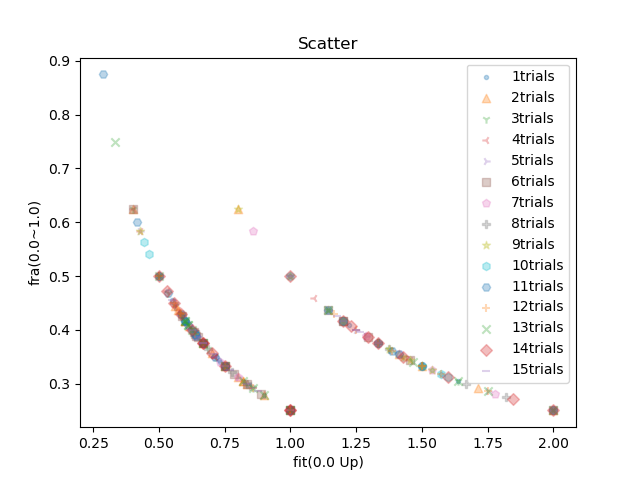 Scatter
0.9
0.8
0.7
0.6
0.5
0.4
0.3
fra(0.0~1.0)
0.25 0.50 0.75 1.00 1.25 1.50 1.75 2.00
fit(0.0 Up)
1trials
2trials
3trials
4trials
5trials
6trials
7trials
8trials
9trials
10trials
11trials
12trials
13trials
14trials
15trials